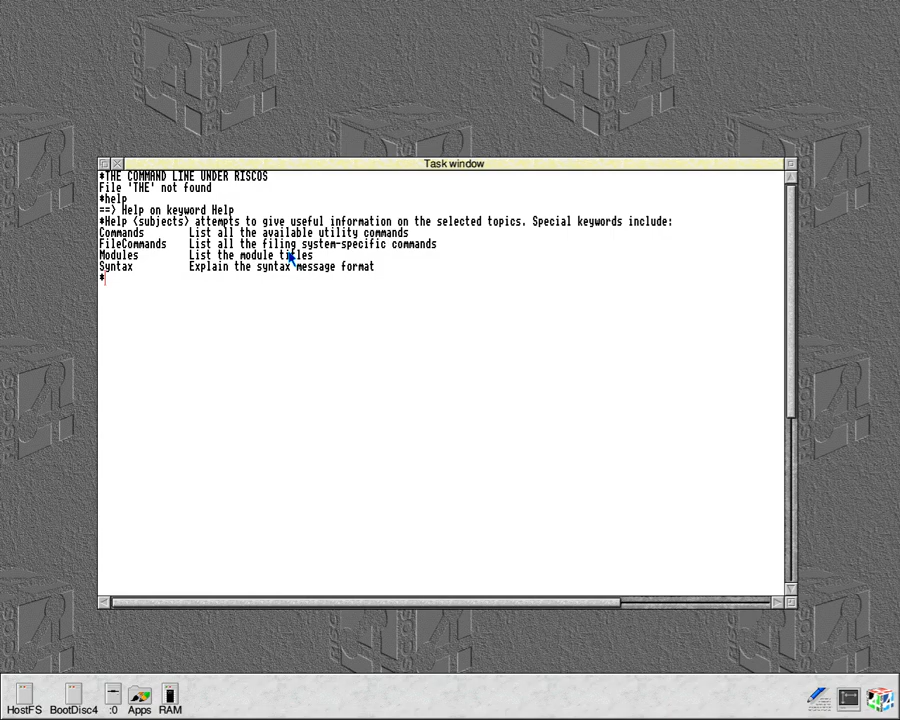 Task window
*THE COMMAND LINE UNDER RISCOS
File 'THE' not found
*help
==> Help on keyword Help
*Help <subjects> attempts to give useful information on the selected topics. Special keywords include:
Commands List all the available utility commands
FileCommands List all the filing system-specific commands
Modules List the module titles
Syntax Explain the syntax message format
*
HostFS BootDisc4 :0 Apps RAM